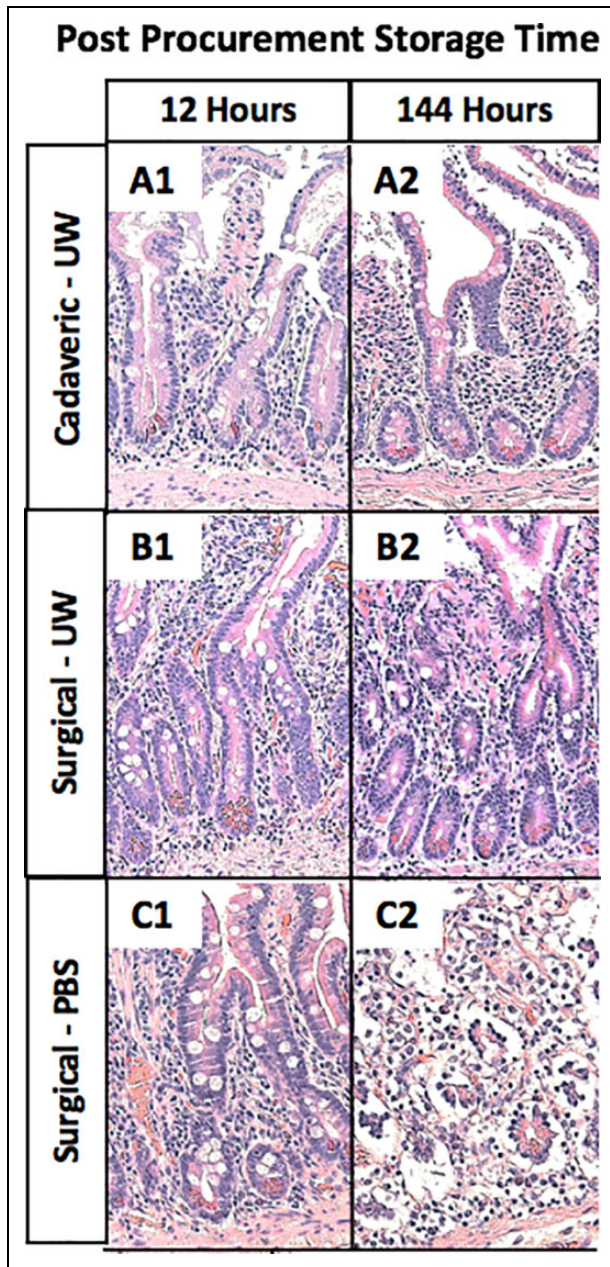 Post Procurement Storage Time
12 Hours
144 Hours
Cadaveric - UW
A1
A2
Surgical - UW
B1
B2
Surgical - PBS
C1
C2